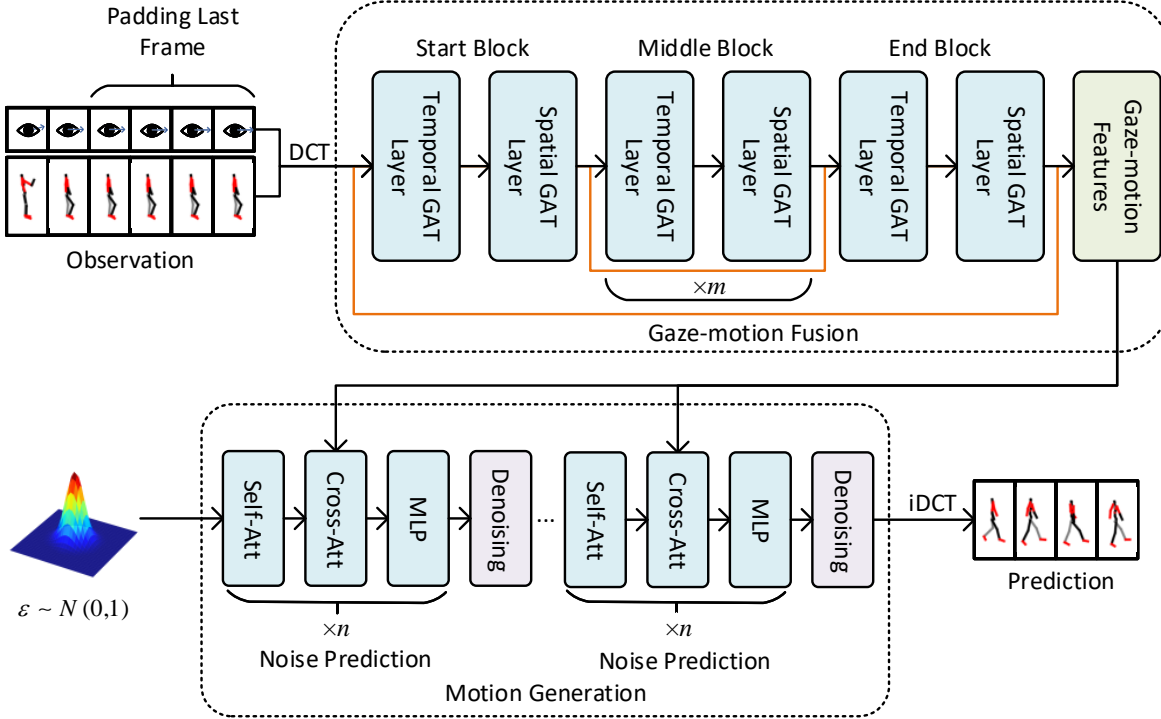 Padding Last
Frame
Start Block
Middle Block
End Block
Temporal GAT
Layer
Spatial GAT
Layer
Temporal GAT
Layer
Spatial GAT
Layer
Temporal GAT
Layer
Spatial GAT
Layer
Gaze-motion
Features
DCT
Observation
×m
Gaze-motion Fusion
Self-Att
Cross-Att
MLP
Denoising
...
Self-Att
Cross-Att
MLP
Denoising
iDCT
Prediction
ε ~ N (0,1)
×n
×n
Noise Prediction
Noise Prediction
Motion Generation